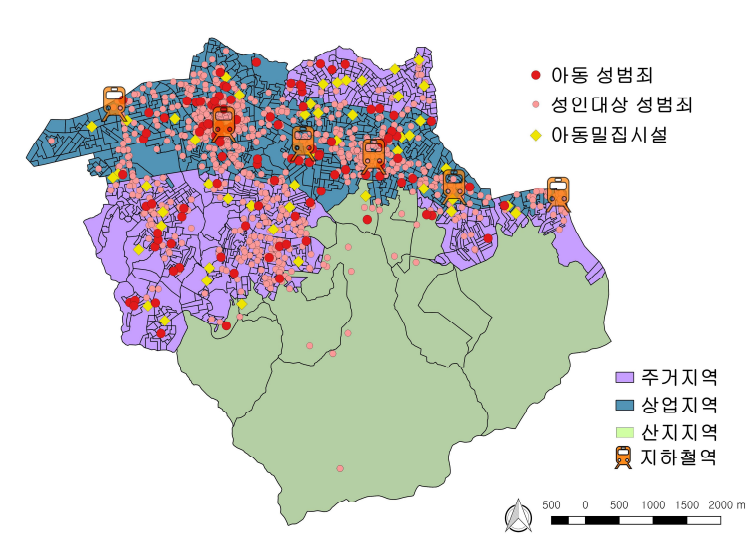 아동 성범죄
성인대상 성범죄
아동밀집시설
주거지역
상업지역
산지지역
지하철역
500 0 500 1000 1500 2000 m